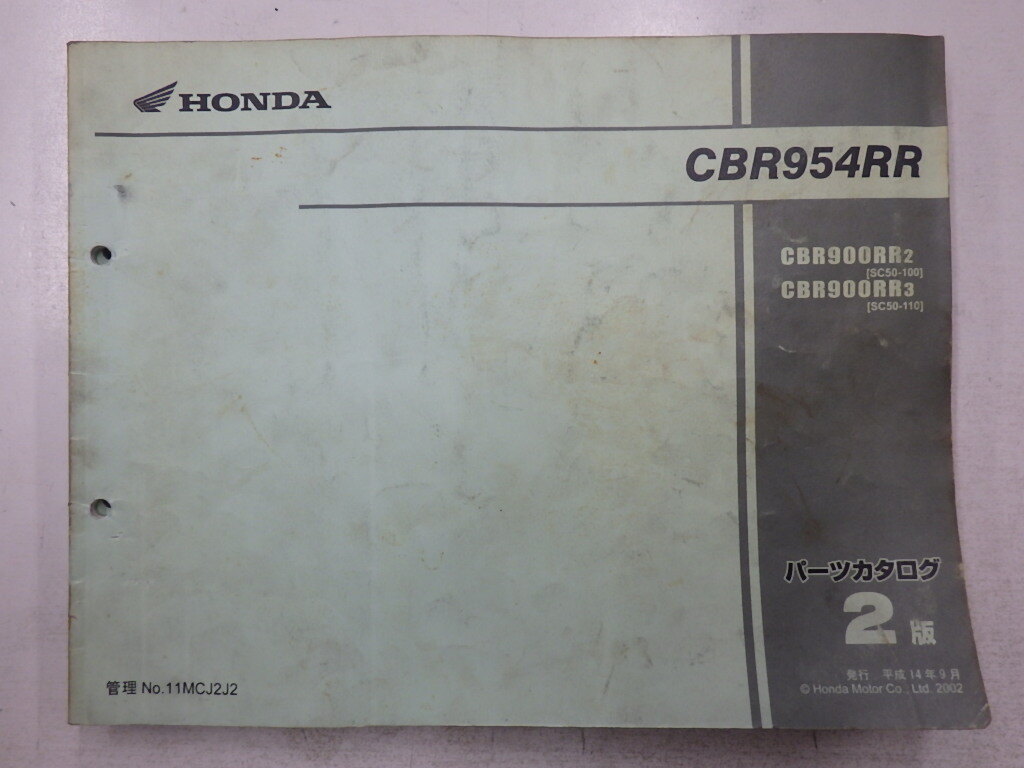 HONDA
CBR954RR
CBR900RR2
[SC50-100]
CBR900RR3
[SC50-110]
パーツカタログ
2版
発行 平成14年9月
© Honda Motor Co., Ltd. 2002
管理 No.11MCJ2J2